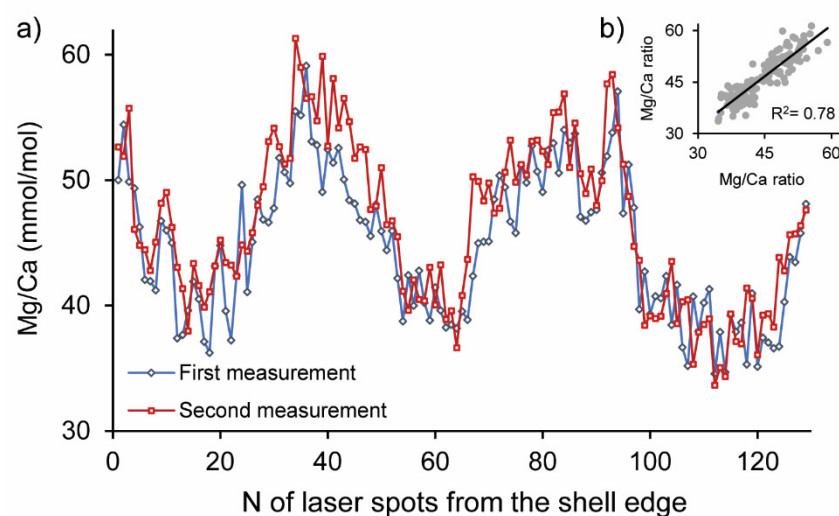 a)
b)
60
50
40
30
Mg/Ca (mmol/mol)
First measurement
Second measurement
0
20
40
60
80
100
120
N of laser spots from the shell edge
60
45
30
Mg/Ca ratio
R²= 0.78
30
45
60
Mg/Ca ratio